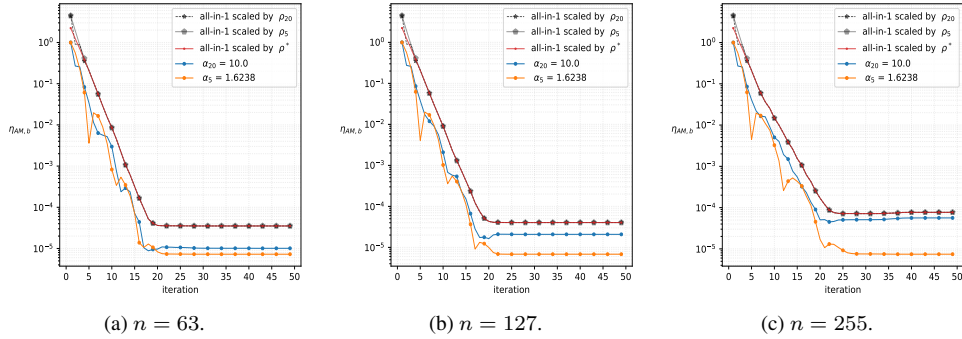 all-in-1 scaled by ρ20
all-in-1 scaled by ρ5
all-in-1 scaled by ρ*
α20 = 10.0
α5 = 1.6238
10^0
10^-1
10^-2
10^-3
10^-4
10^-5
ηAM,b
0 5 10 15 20 25 30 35 40 45 50
iteration
(a) n = 63.
all-in-1 scaled by ρ20
all-in-1 scaled by ρ5
all-in-1 scaled by ρ*
α20 = 10.0
α5 = 1.6238
10^0
10^-1
10^-2
10^-3
10^-4
10^-5
ηAM,b
0 5 10 15 20 25 30 35 40 45 50
iteration
(b) n = 127.
all-in-1 scaled by ρ20
all-in-1 scaled by ρ5
all-in-1 scaled by ρ*
α20 = 10.0
α5 = 1.6238
10^0
10^-1
10^-2
10^-3
10^-4
10^-5
ηAM,b
0 5 10 15 20 25 30 35 40 45 50
iteration
(c) n = 255.